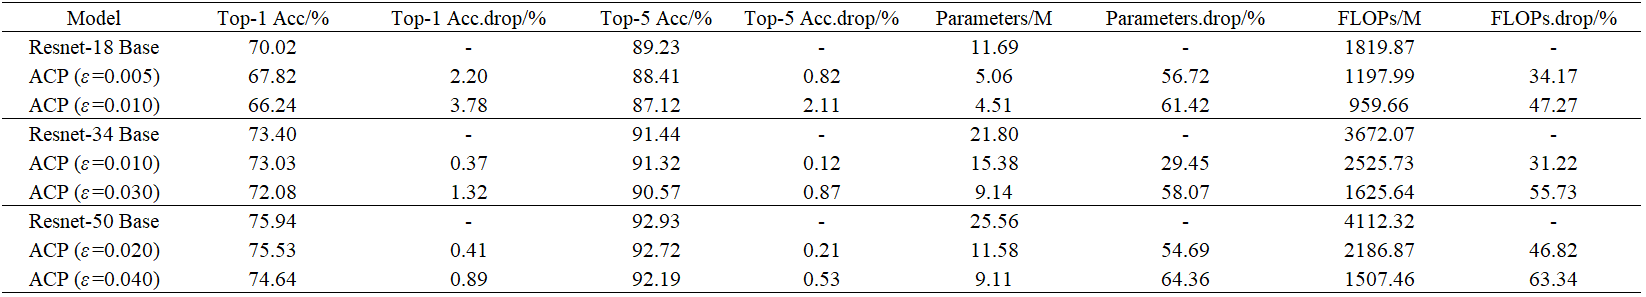 Model Top-1 Acc/% Top-1 Acc.drop/% Top-5 Acc/% Top-5 Acc.drop/% Parameters/M Parameters.drop/% FLOPs/M FLOPs.drop/%
Resnet-18 Base 70.02 - 89.23 - 11.69 - 1819.87 -
ACP (ε=0.005) 67.82 2.20 88.41 0.82 5.06 56.72 1197.99 34.17
ACP (ε=0.010) 66.24 3.78 87.12 2.11 4.51 61.42 959.66 47.27
Resnet-34 Base 73.40 - 91.44 - 21.80 - 3672.07 -
ACP (ε=0.010) 73.03 0.37 91.32 0.12 15.38 29.45 2525.73 31.22
ACP (ε=0.030) 72.08 1.32 90.57 0.87 9.14 58.07 1625.64 55.73
Resnet-50 Base 75.94 - 92.93 - 25.56 - 4112.32 -
ACP (ε=0.020) 75.53 0.41 92.72 0.21 11.58 54.69 2186.87 46.82
ACP (ε=0.040) 74.64 0.89 92.19 0.53 9.11 64.36 1507.46 63.34